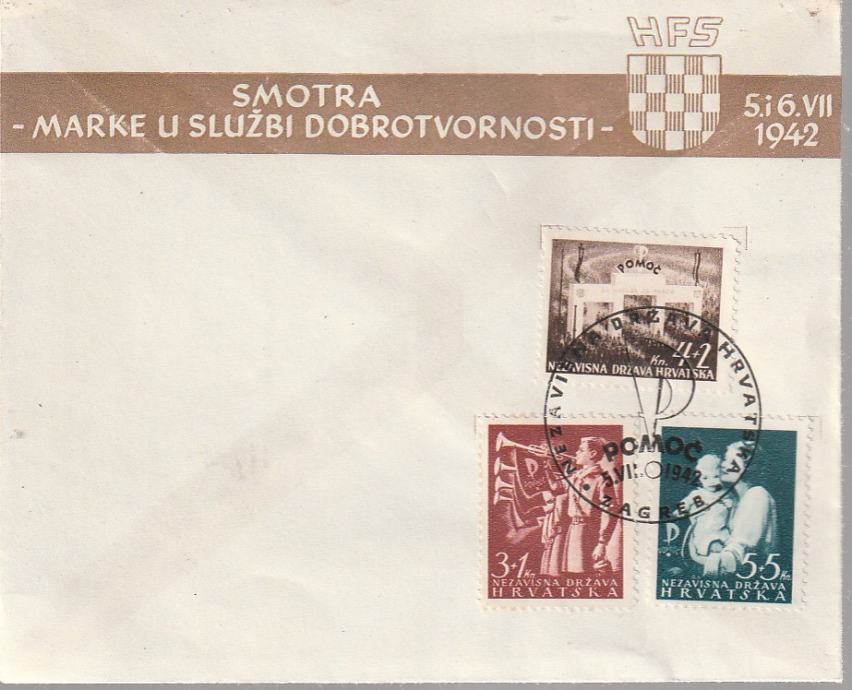 HFS
SMOTRA
- MARKE U SLUŽBI DOBROTVORNOSTI -
5. i 6. VII
1942
POMOĆ
Kn. 4+2
NEZAVISNA DRŽAVA HRVATSKA
NEZAVISNA DRŽAVA HRVATSKA
POMOĆ
5.VII. 1942
ZAGREB
3+1 Kn
NEZAVISNA DRŽAVA
HRVATSKA
5+5 Kn.
NEZAVISNA DRŽAVA
HRVATSKA